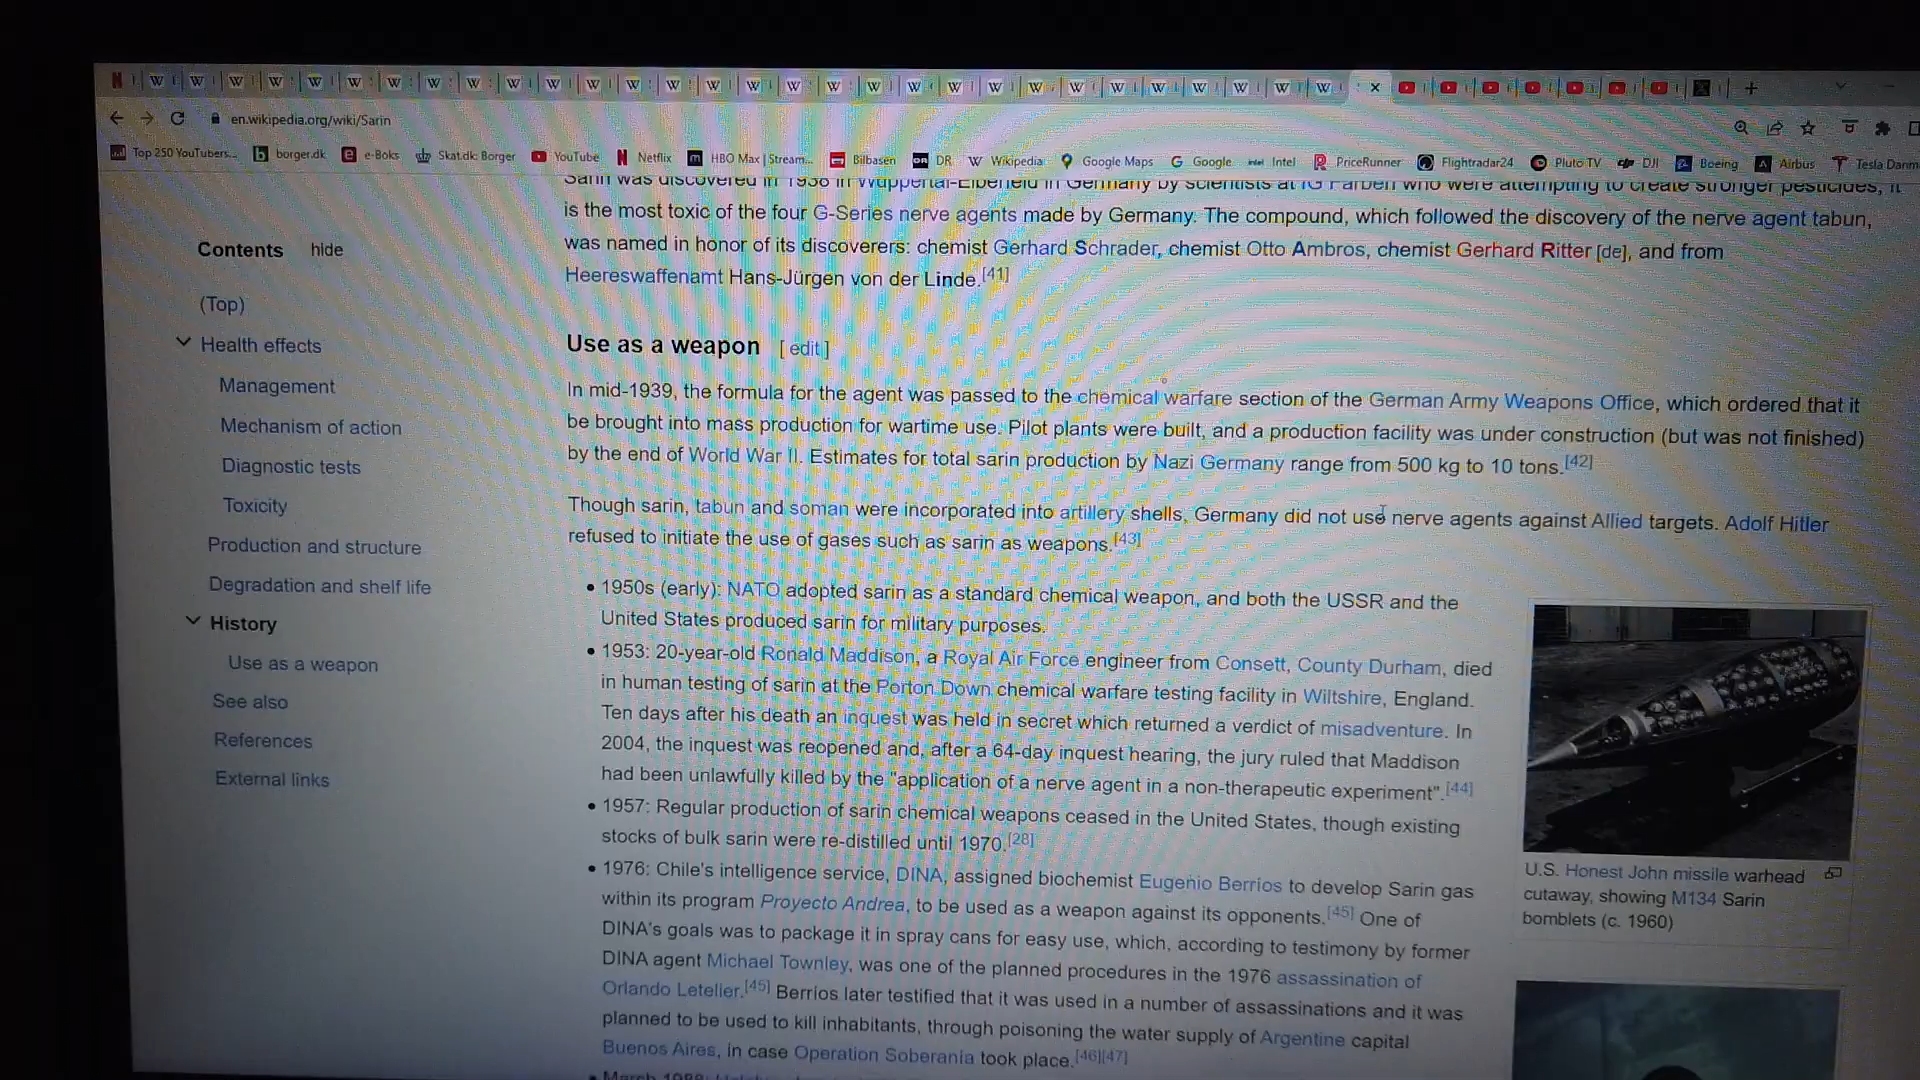 en.wikipedia.org/wiki/Sarin
Top 250 YouTubers... borger.dk e-Boks Skat.dk: Borger YouTube Netflix HBO Max | Stream... Bilbasen DR Wikipedia Google Maps Google Intel PriceRunner Flightradar24 Pluto TV DJI Boeing Airbus Tesla Danm
Contents hide
(Top)
Health effects
Management
Mechanism of action
Diagnostic tests
Toxicity
Production and structure
Degradation and shelf life
History
Use as a weapon
See also
References
External links
Sarin was discovered in 1938 in Wuppertal-Elberfeld in Germany by scientists at IG Farben who were attempting to create stronger pesticides; it
is the most toxic of the four G-Series nerve agents made by Germany. The compound, which followed the discovery of the nerve agent tabun,
was named in honor of its discoverers: chemist Gerhard Schrader, chemist Otto Ambros, chemist Gerhard Ritter [de], and from
Heereswaffenamt Hans-Jürgen von der Linde.[41]
Use as a weapon [ edit ]
In mid-1939, the formula for the agent was passed to the chemical warfare section of the German Army Weapons Office, which ordered that it
be brought into mass production for wartime use. Pilot plants were built, and a production facility was under construction (but was not finished)
by the end of World War II. Estimates for total sarin production by Nazi Germany range from 500 kg to 10 tons.[42]
Though sarin, tabun and soman were incorporated into artillery shells, Germany did not use nerve agents against Allied targets. Adolf Hitler
refused to initiate the use of gases such as sarin as weapons.[43]
• 1950s (early): NATO adopted sarin as a standard chemical weapon, and both the USSR and the
United States produced sarin for military purposes.
• 1953: 20-year-old Ronald Maddison, a Royal Air Force engineer from Consett, County Durham, died
in human testing of sarin at the Porton Down chemical warfare testing facility in Wiltshire, England.
Ten days after his death an inquest was held in secret which returned a verdict of misadventure. In
2004, the inquest was reopened and, after a 64-day inquest hearing, the jury ruled that Maddison
had been unlawfully killed by the "application of a nerve agent in a non-therapeutic experiment".[44]
• 1957: Regular production of sarin chemical weapons ceased in the United States, though existing
stocks of bulk sarin were re-distilled until 1970.[28]
• 1976: Chile's intelligence service, DINA, assigned biochemist Eugenio Berríos to develop Sarin gas
within its program Proyecto Andrea, to be used as a weapon against its opponents.[45] One of
DINA's goals was to package it in spray cans for easy use, which, according to testimony by former
DINA agent Michael Townley, was one of the planned procedures in the 1976 assassination of
Orlando Letelier.[45] Berrios later testified that it was used in a number of assassinations and it was
planned to be used to kill inhabitants, through poisoning the water supply of Argentine capital
Buenos Aires, in case Operation Soberanía took place.[46][47]
U.S. Honest John missile warhead
cutaway, showing M134 Sarin
bomblets (c. 1960)